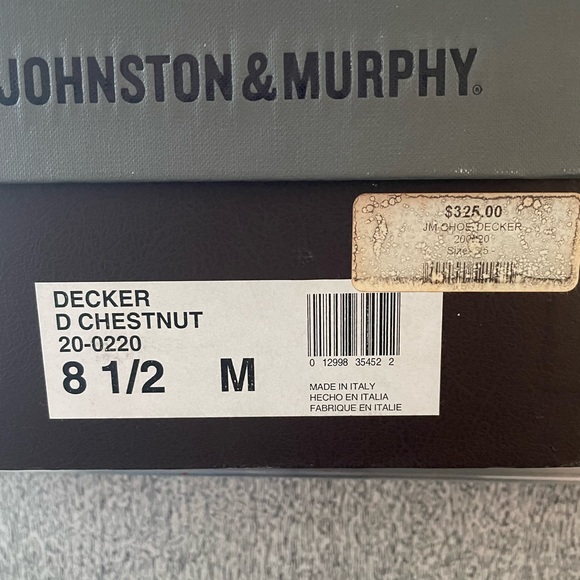 JOHNSTON & MURPHY®
$325.00
JM SHOE DECKER
Size
DECKER
D CHESTNUT
20-0220
8 1/2 M
0 12998 35452 2
MADE IN ITALY
HECHO EN ITALIA
FABRIQUE EN ITALIE